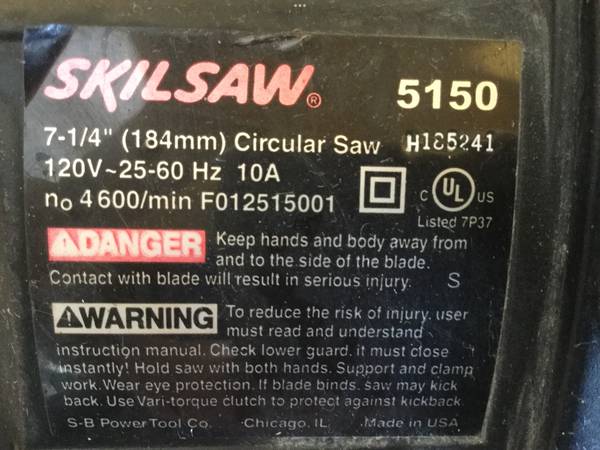 SKILSAW® 5150
7-1/4" (184mm) Circular Saw H185241
120V~25-60 Hz 10A
no 4600/min F012515001
C UL US
Listed 7P37
DANGER Keep hands and body away from
and to the side of the blade.
Contact with blade will result in serious injury. S
WARNING To reduce the risk of injury, user
must read and understand
instruction manual. Check lower guard, it must close
instantly! Hold saw with both hands. Support and clamp
work. Wear eye protection. If blade binds, saw may kick
back. Use Vari-torque clutch to protect against kickback.
S-B Power Tool Co. Chicago, IL Made in USA